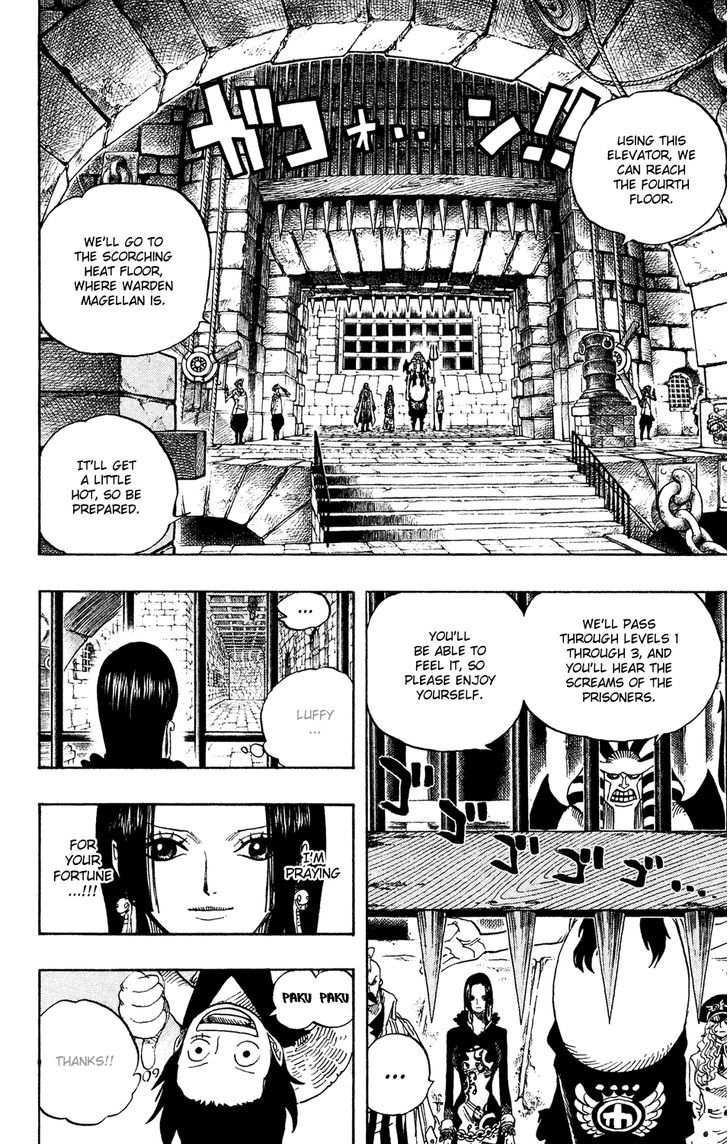 ガコォ・・ン!!
USING THIS
ELEVATOR, WE
CAN REACH
THE FOURTH
FLOOR.
WE'LL GO TO
THE SCORCHING
HEAT FLOOR,
WHERE WARDEN
MAGELLAN IS.
IT'LL GET
A LITTLE
HOT, SO BE
PREPARED.
WE'LL PASS
THROUGH LEVELS 1
THROUGH 3, AND
YOU'LL HEAR THE
SCREAMS OF THE
PRISONERS.
YOU'LL
BE ABLE TO
FEEL IT, SO
PLEASE ENJOY
YOURSELF.
ゴゴゴゴ・・・
...
...
LUFFY
...
I'M
PRAYING
FOR
YOUR
FORTUNE
...!!!
PAKU PAKU
THANKS!!